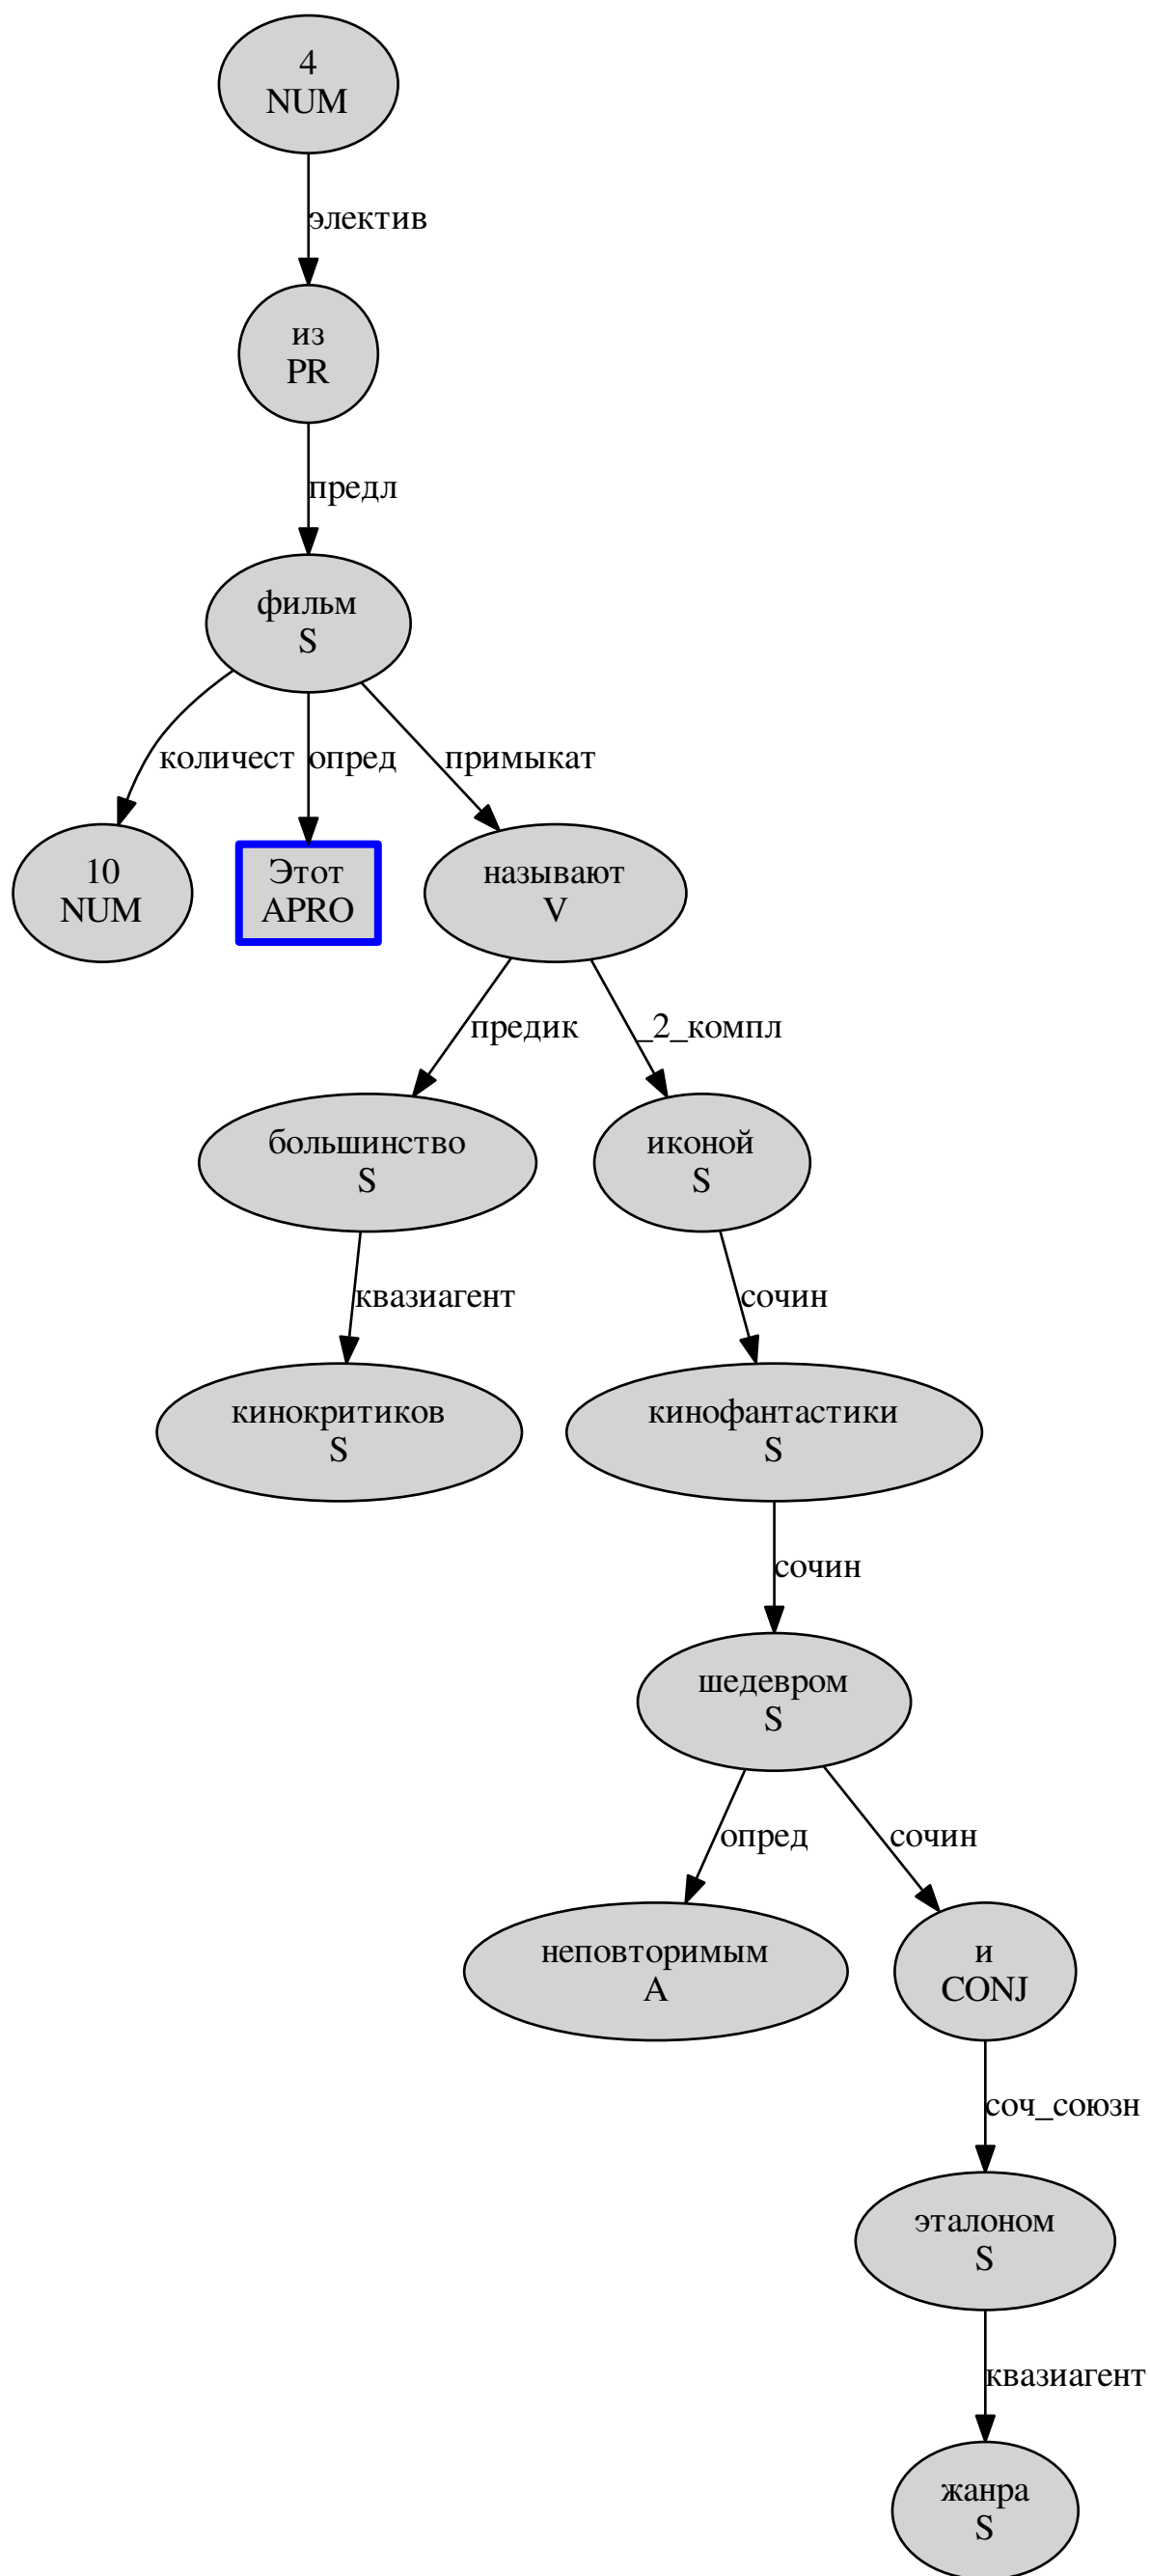 4
NUM
электив
из
PR
предл
фильм
S
количест
опред
примыкат
10
NUM
Этот
APRO
называют
V
предик
_2_компл
большинство
S
иконой
S
квазиагент
сочин
кинокритиков
S
кинофантастики
S
сочин
шедевром
S
опред
сочин
неповторимым
A
и
CONJ
соч_союзн
эталоном
S
квазиагент
жанра
S